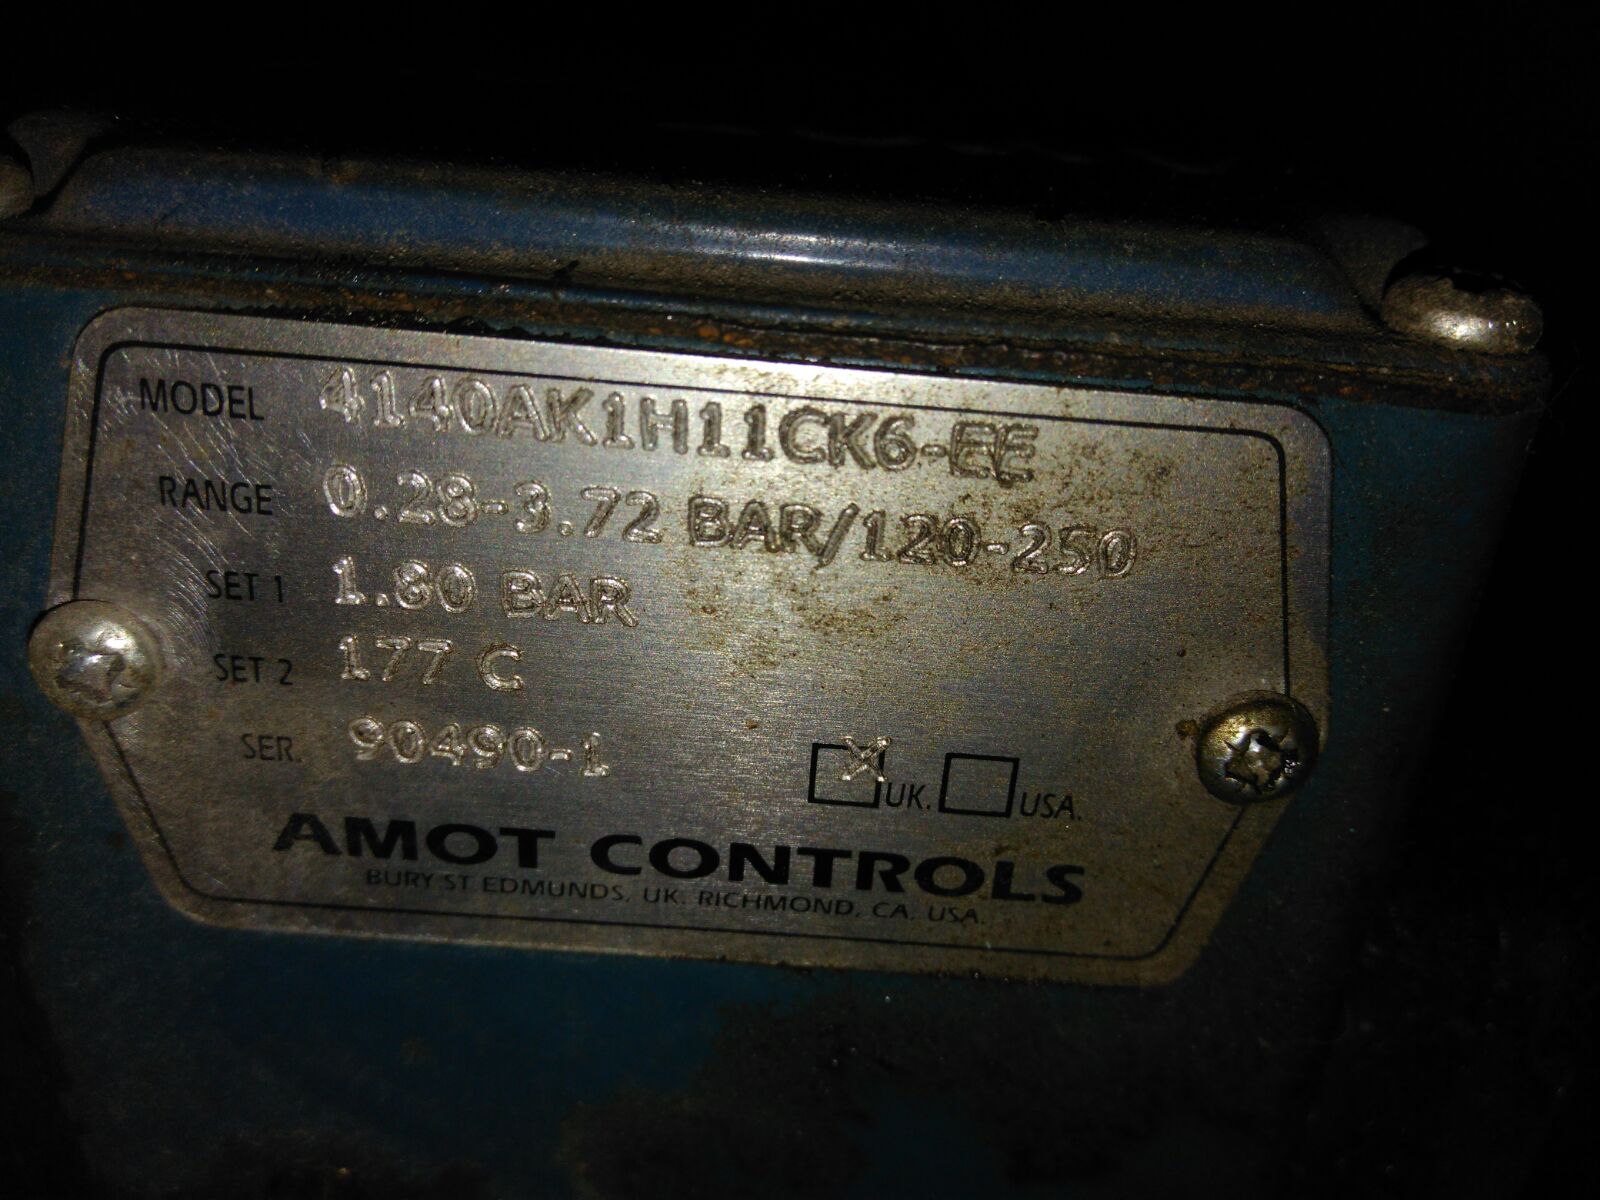 MODEL 4140AK1H11CK6-EE
RANGE 0.28-3.72 BAR/120-250
SET 1 1.80 BAR
SET 2 177 C
SER. 90490-1
X UK. USA.
AMOT CONTROLS
BURY ST EDMUNDS, UK. RICHMOND, CA, USA.